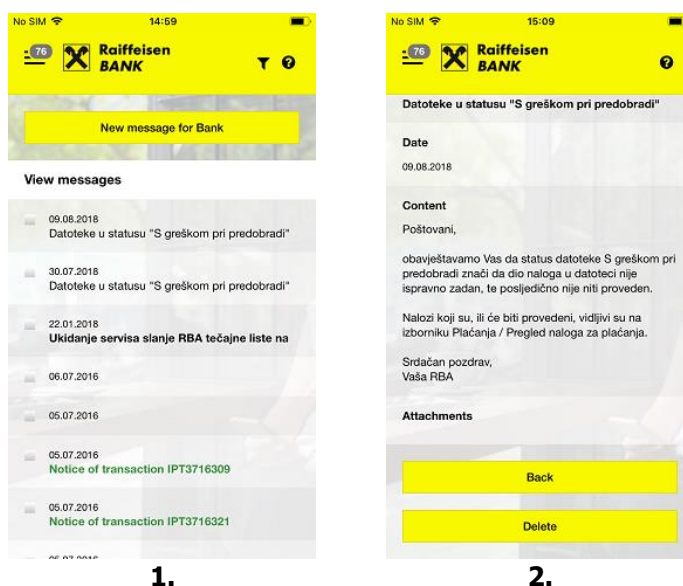 No SIM 14:59
76 Raiffeisen
BANK
New message for Bank
View messages
09.08.2018
Datoteke u statusu "S greškom pri predobradi"
30.07.2018
Datoteke u statusu "S greškom pri predobradi"
22.01.2018
Ukidanje servisa slanje RBA tečajne liste na
06.07.2016
05.07.2016
05.07.2016
Notice of transaction IPT3716309
05.07.2016
Notice of transaction IPT3716321
1.
No SIM 15:09
76 Raiffeisen
BANK
Datoteke u statusu "S greškom pri predobradi"
Date
09.08.2018
Content
Poštovani,
obavještavamo Vas da status datoteke S greškom pri
predobradi znači da dio naloga u datoteci nije
ispravno zadan, te posljedično nije niti proveden.
Nalozi koji su, ili će biti provedeni, vidljivi su na
izborniku Plaćanja / Pregled naloga za plaćanja.
Srdačan pozdrav,
Vaša RBA
Attachments
Back
Delete
2.